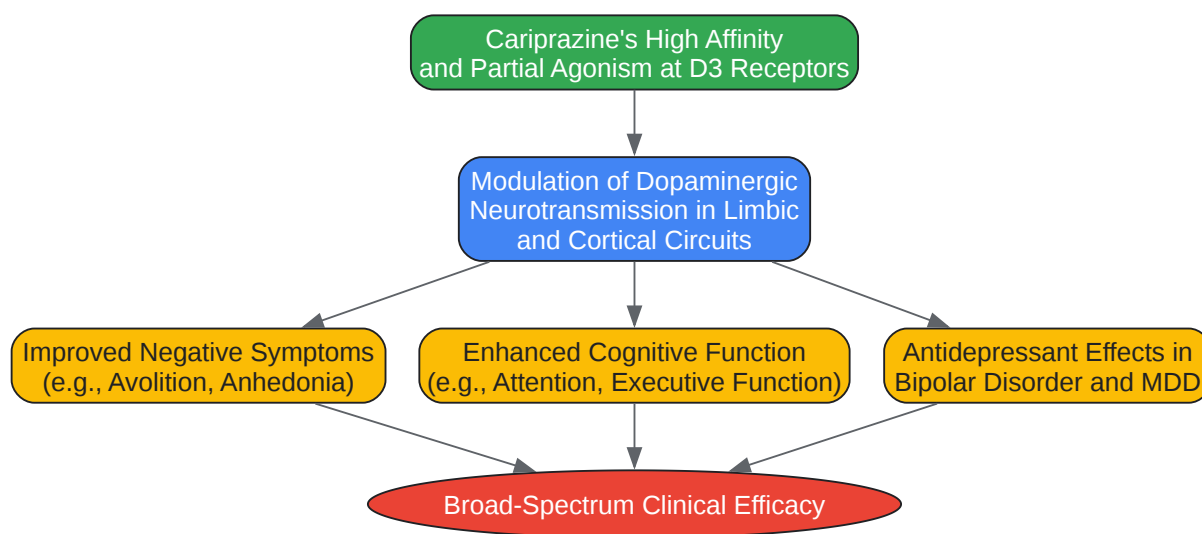 Cariprazine's High Affinity
and Partial Agonism at D3 Receptors
Modulation of Dopaminergic
Neurotransmission in Limbic
and Cortical Circuits
Improved Negative Symptoms
(e.g., Avolition, Anhedonia)
Enhanced Cognitive Function
(e.g., Attention, Executive Function)
Antidepressant Effects in
Bipolar Disorder and MDD
Broad-Spectrum Clinical Efficacy